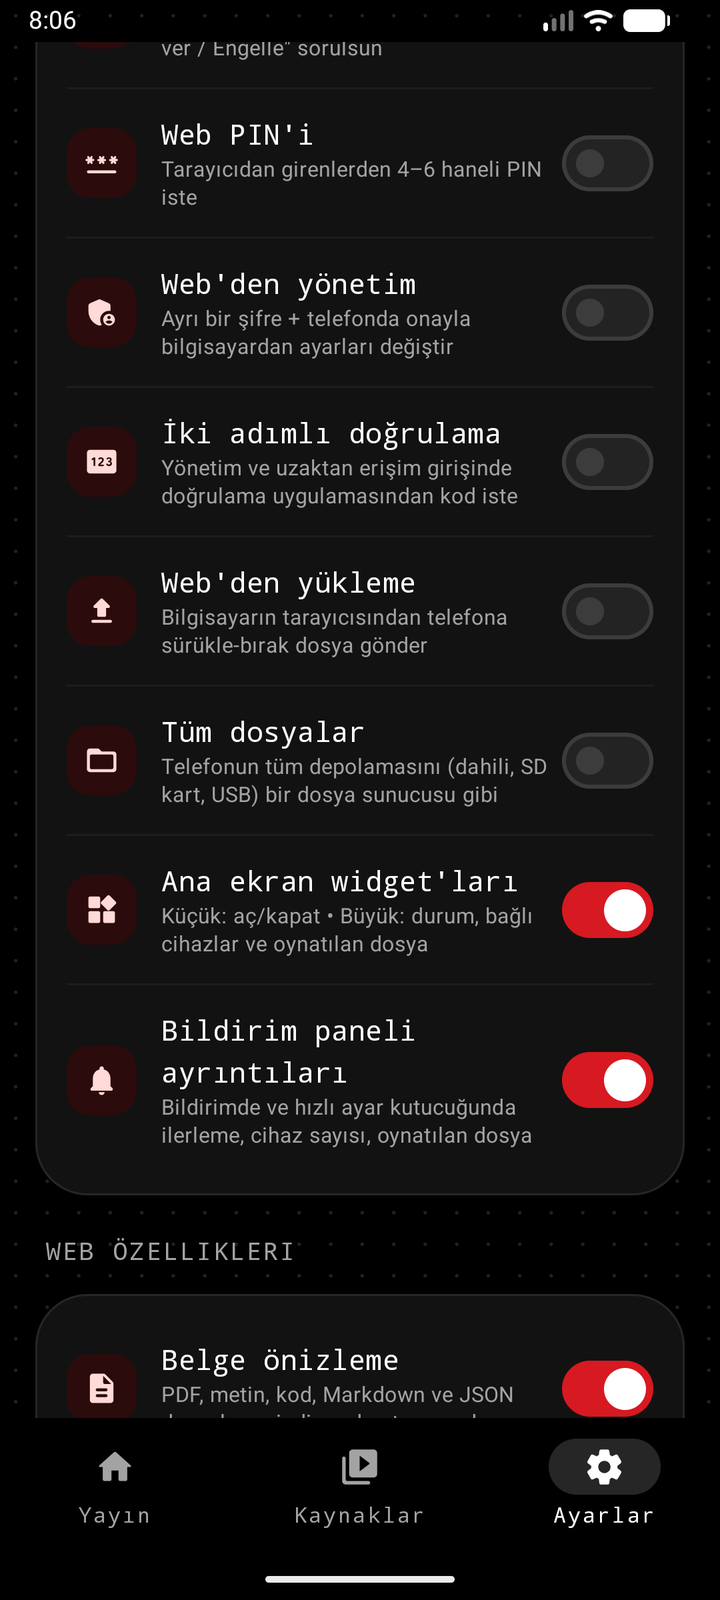 8:06
ver / Engelle" sorulsun
Web PIN'i
Tarayıcıdan girenlerden 4–6 haneli PIN
iste
Web'den yönetim
Ayrı bir şifre + telefonda onayla
bilgisayardan ayarları değiştir
123
İki adımlı doğrulama
Yönetim ve uzaktan erişim girişinde
doğrulama uygulamasından kod iste
Web'den yükleme
Bilgisayarın tarayıcısından telefona
sürükle-bırak dosya gönder
Tüm dosyalar
Telefonun tüm depolamasını (dahili, SD
kart, USB) bir dosya sunucusu gibi
Ana ekran widget'ları
Küçük: aç/kapat • Büyük: durum, bağlı
cihazlar ve oynatılan dosya
Bildirim paneli
ayrıntıları
Bildirimde ve hızlı ayar kutucuğunda
ilerleme, cihaz sayısı, oynatılan dosya
WEB ÖZELLIKLERI
Belge önizleme
PDF, metin, kod, Markdown ve JSON
Yayın
Kaynaklar
Ayarlar